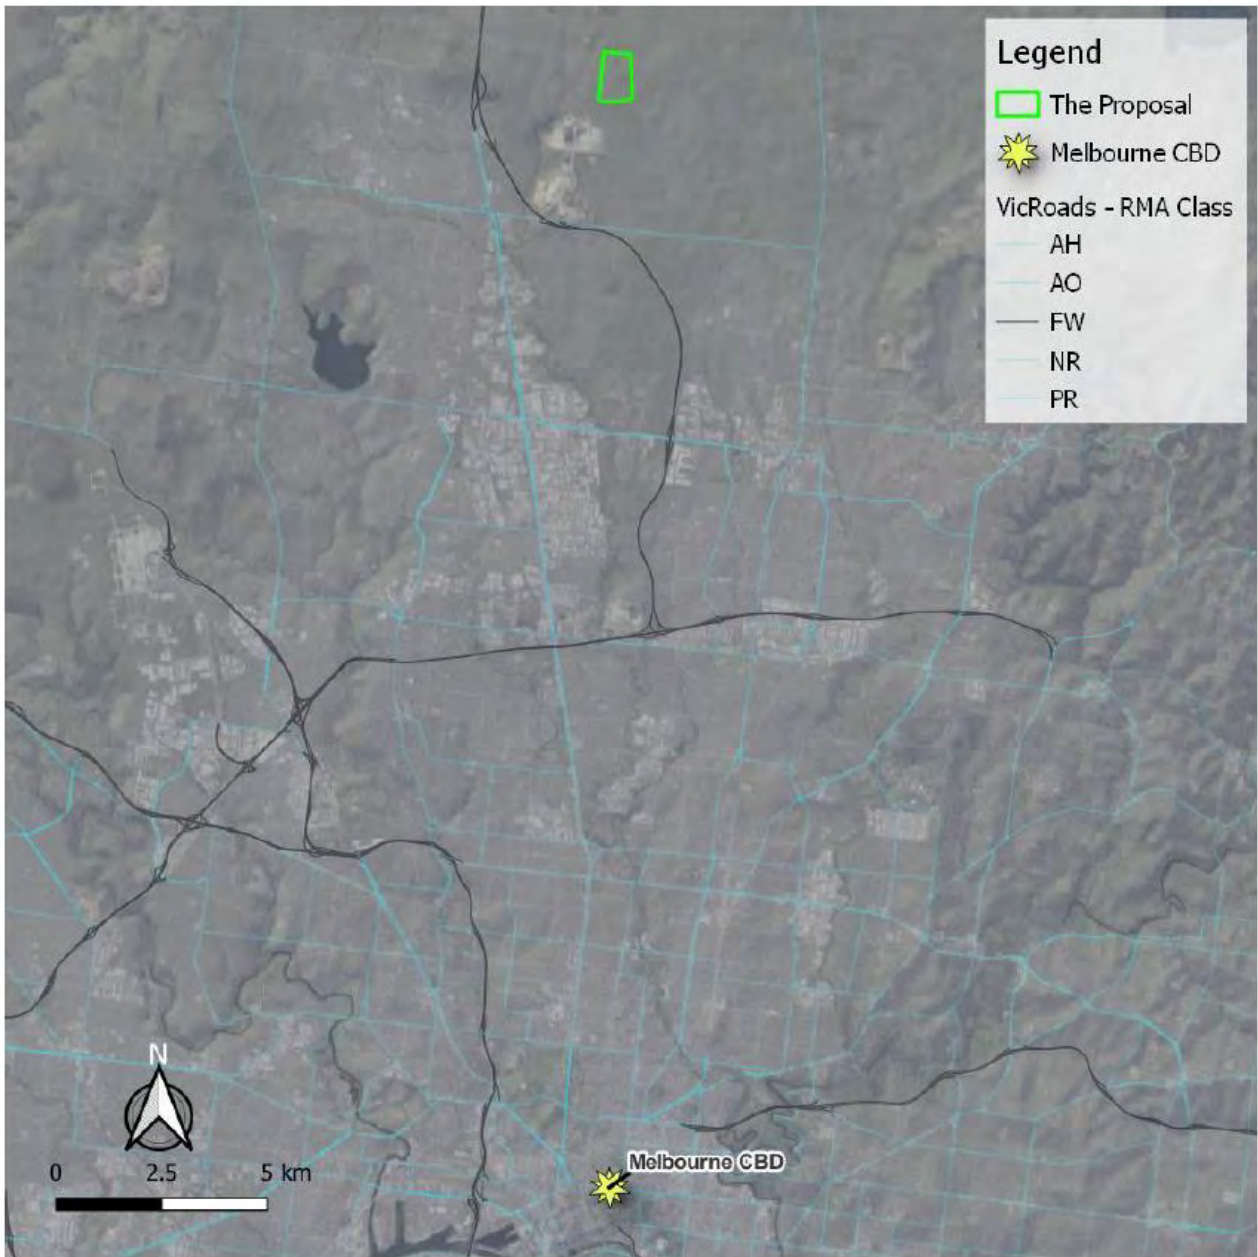 Legend
The Proposal
Melbourne CBD
VicRoads - RMA Class
AH
AO
FW
NR
PR
N
0 2.5 5 km
Melbourne CBD